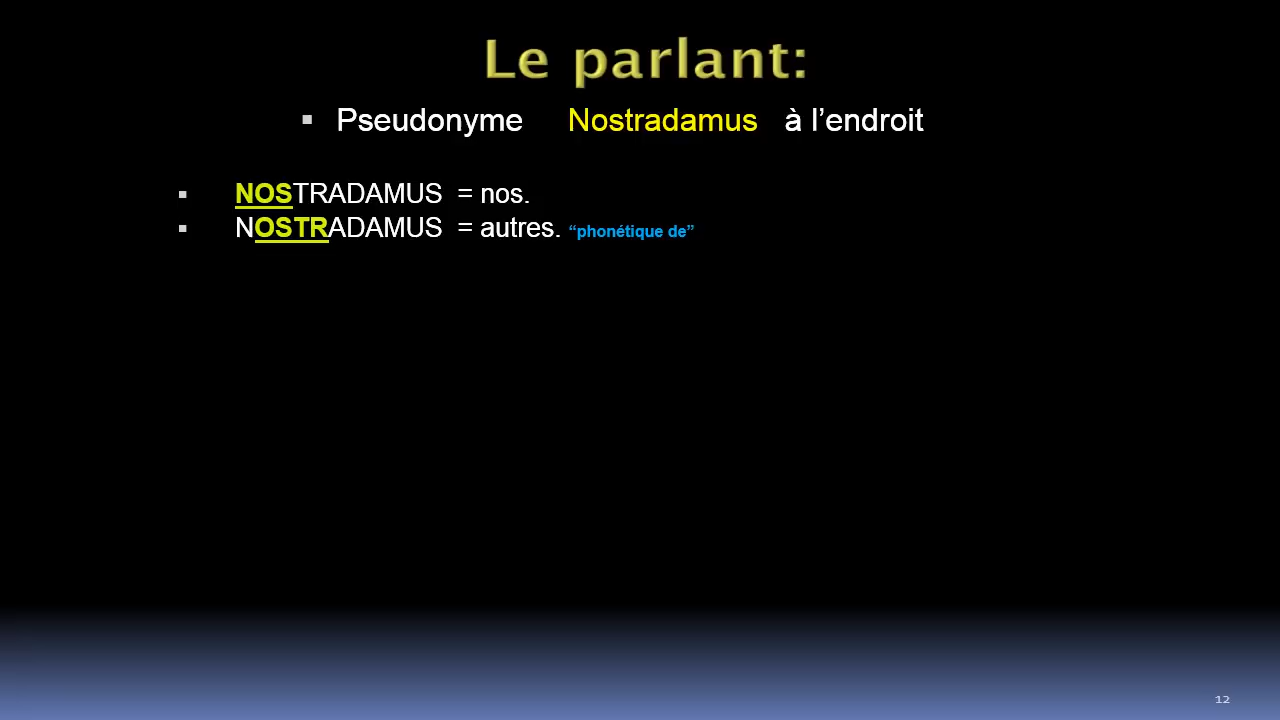 Le parlant:
Pseudonyme Nostradamus à l’endroit
NOSTRADAMUS = nos.
NOSTRADAMUS = autres. “phonétique de”
12